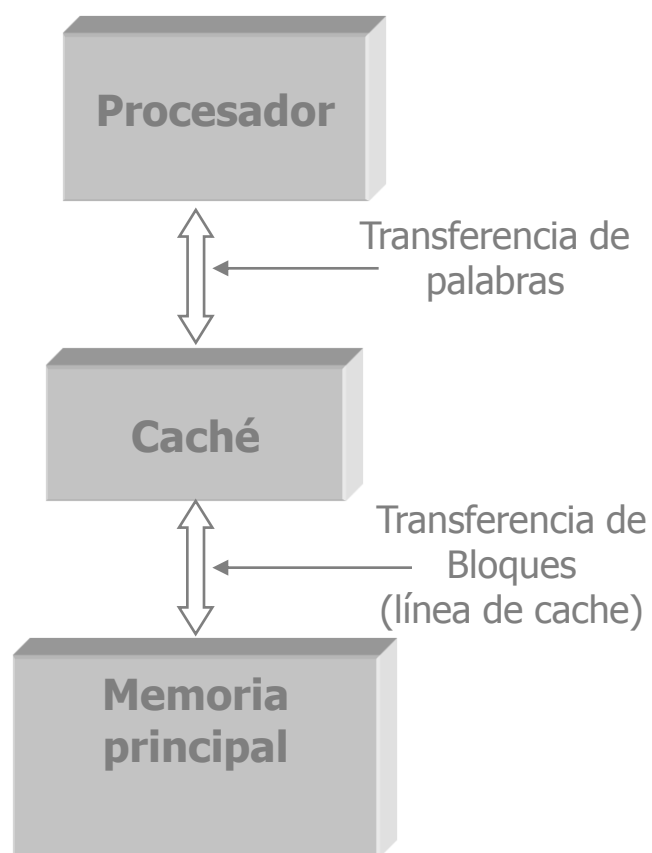 Procesador
Transferencia de
palabras
Caché
Transferencia de
Bloques
(línea de cache)
Memoria
principal